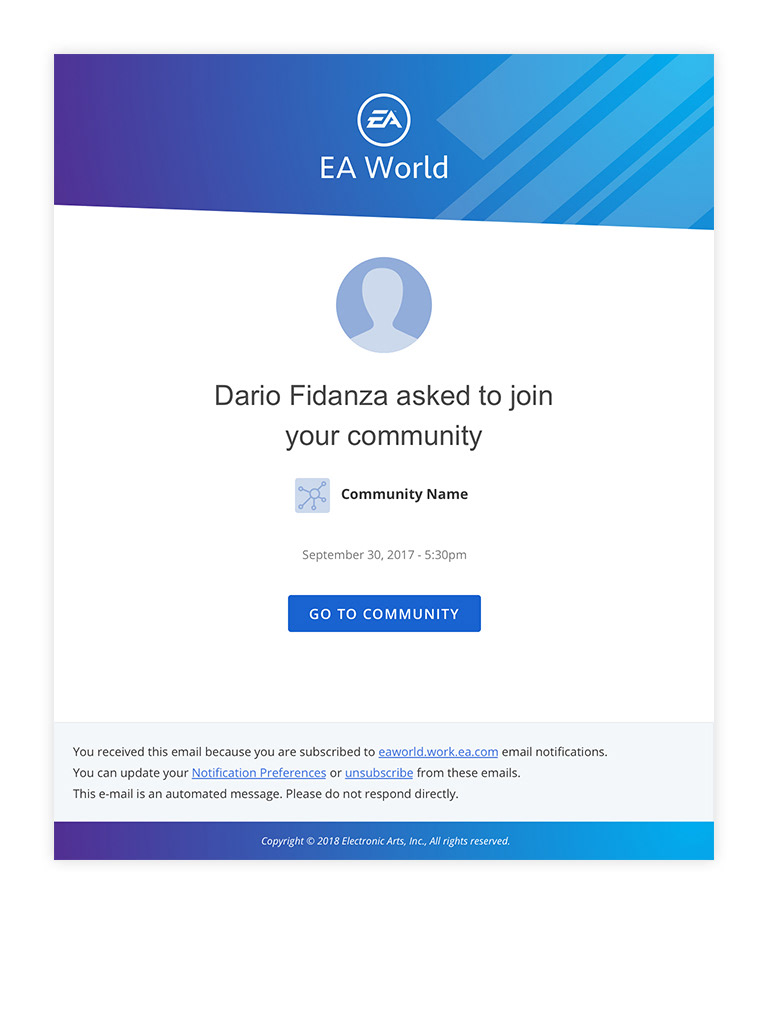 EA
EA World
Dario Fidanza asked to join
your community
Community Name
September 30, 2017 - 5:30pm
GO TO COMMUNITY
You received this email because you are subscribed to eaworld.work.ea.com email notifications.
You can update your Notification Preferences or unsubscribe from these emails.
This e-mail is an automated message. Please do not respond directly.
Copyright © 2018 Electronic Arts, Inc., All rights reserved.